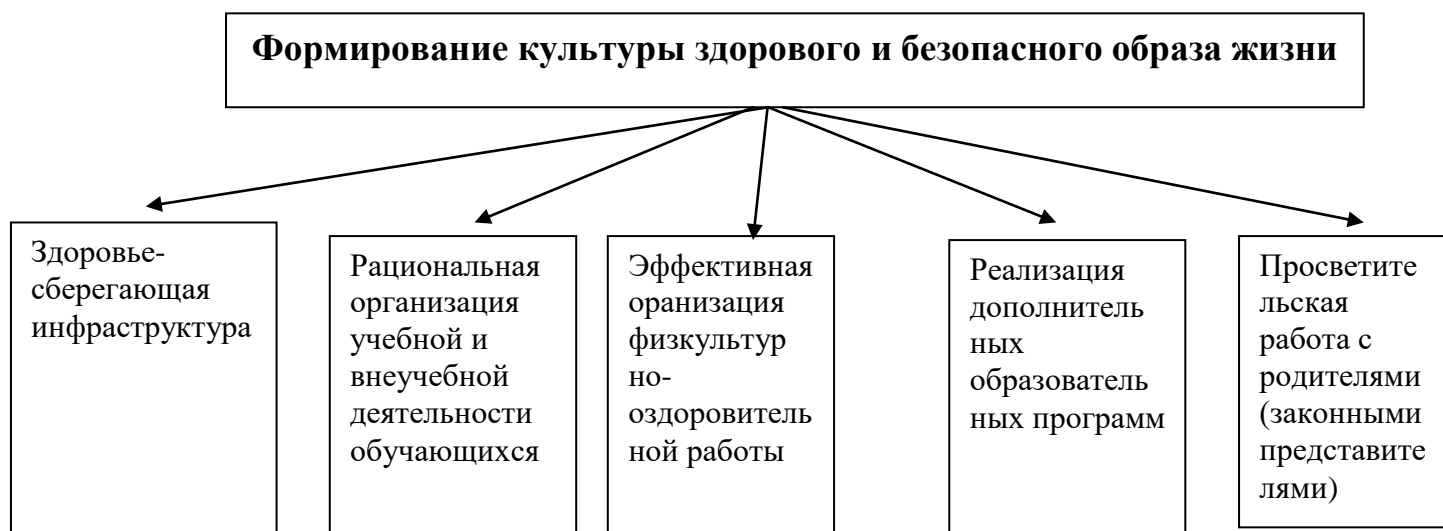 Формирование культуры здорового и безопасного образа жизни
Здоровье-
сберегающая
инфраструктура
Рациональная
организация
учебной и
внеучебной
деятельности
обучающихся
Эффективная
оранизация
физкультур
но-
оздоровитель
ной работы
Реализация
дополнитель
ных
образователь
ных программ
Просветите
льская
работа с
родителями
(законными
представите
лями)